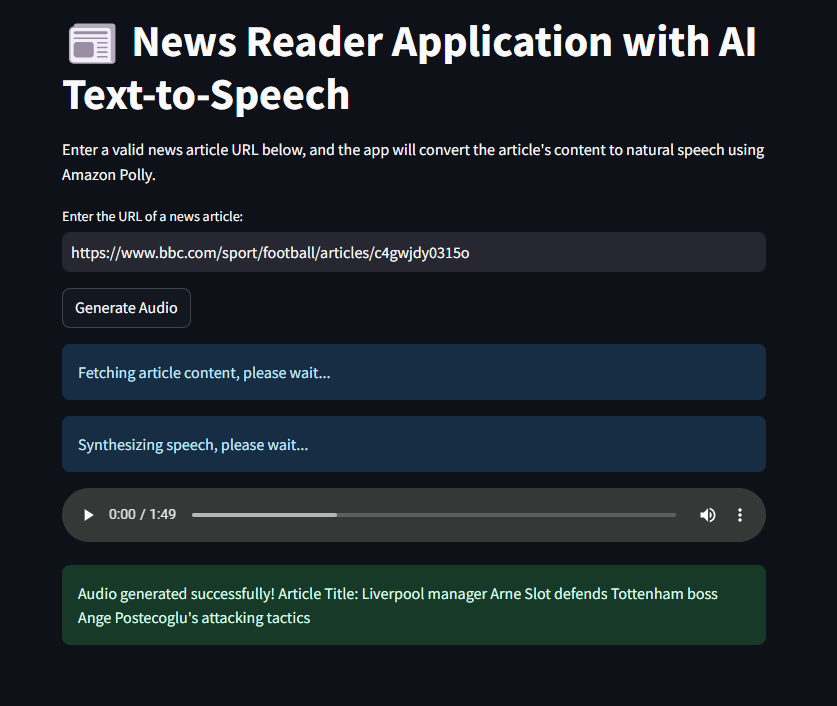 News Reader Application with AI
Text-to-Speech
Enter a valid news article URL below, and the app will convert the article's content to natural speech using
Amazon Polly.
Enter the URL of a news article:
https://www.bbc.com/sport/football/articles/c4gwjdy0315o
Generate Audio
Fetching article content, please wait...
Synthesizing speech, please wait...
0:00 / 1:49
Audio generated successfully! Article Title: Liverpool manager Arne Slot defends Tottenham boss
Ange Postecoglu's attacking tactics